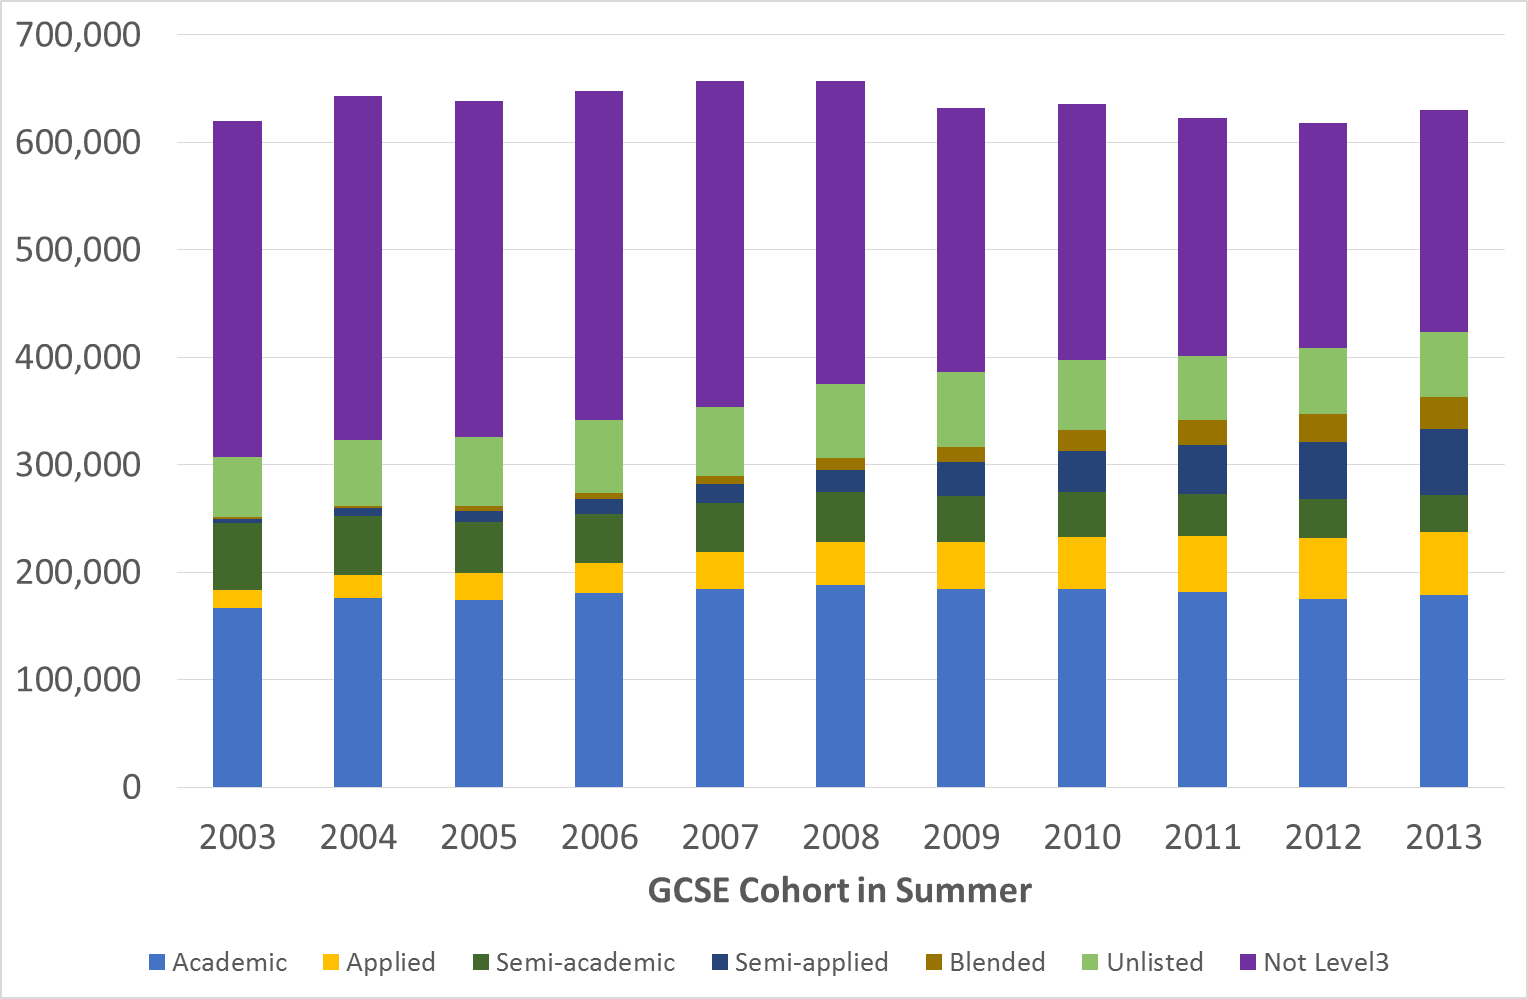 700,000
600,000
500,000
400,000
300,000
200,000
100,000
0
2003 2004 2005 2006 2007 2008 2009 2010 2011 2012 2013
GCSE Cohort in Summer
Academic Applied Semi-academic Semi-applied Blended Unlisted Not Level3